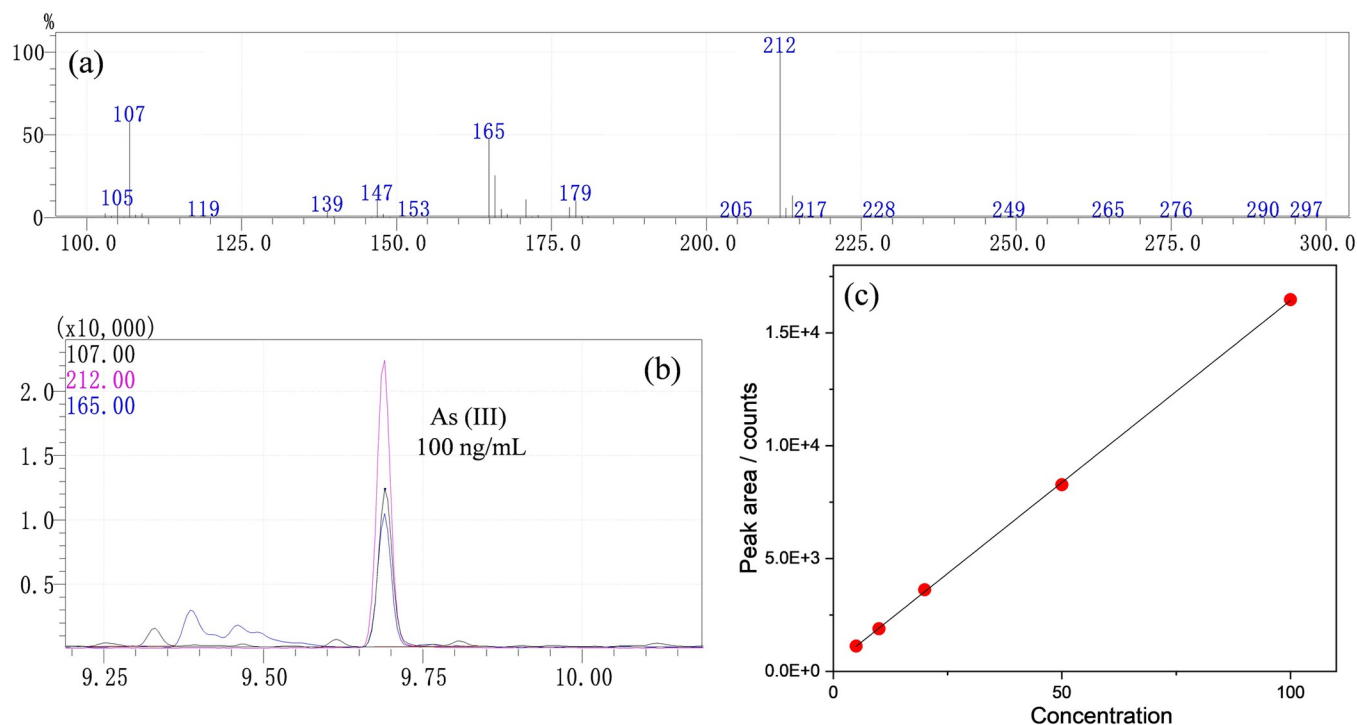 %
(a)
100
50
0
107
105
119
139
147
153
165
179
205
212
217
228
249
265
276
290
297
100.0 125.0 150.0 175.0 200.0 225.0 250.0 275.0 300.0
(x10,000)
107.00
212.00
165.00
(b)
As (III)
100 ng/mL
2.0
1.5
1.0
0.5
9.25 9.50 9.75 10.00
(c)
Peak area / counts
1.5E+4
1.0E+4
5.0E+3
0.0E+0
0 50 100
Concentration